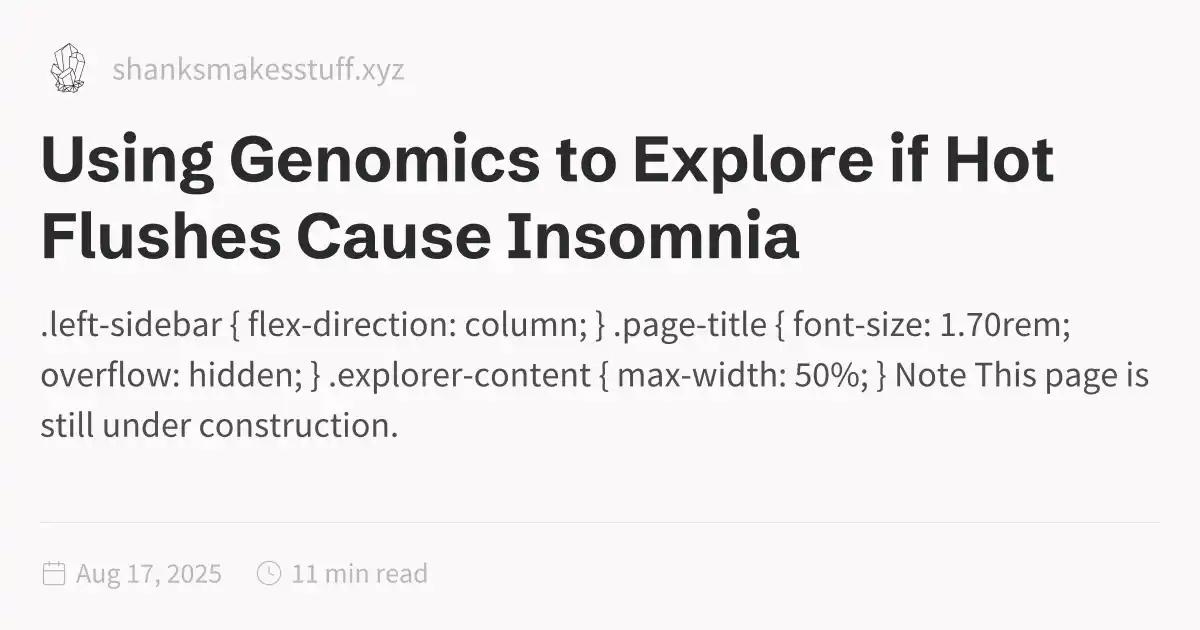 shanksmakesstuff.xyz
Using Genomics to Explore if Hot
Flushes Cause Insomnia
.left-sidebar { flex-direction: column; } .page-title { font-size: 1.70rem;
overflow: hidden; } .explorer-content { max-width: 50%; } Note This page is
still under construction.
Aug 17, 2025 11 min read